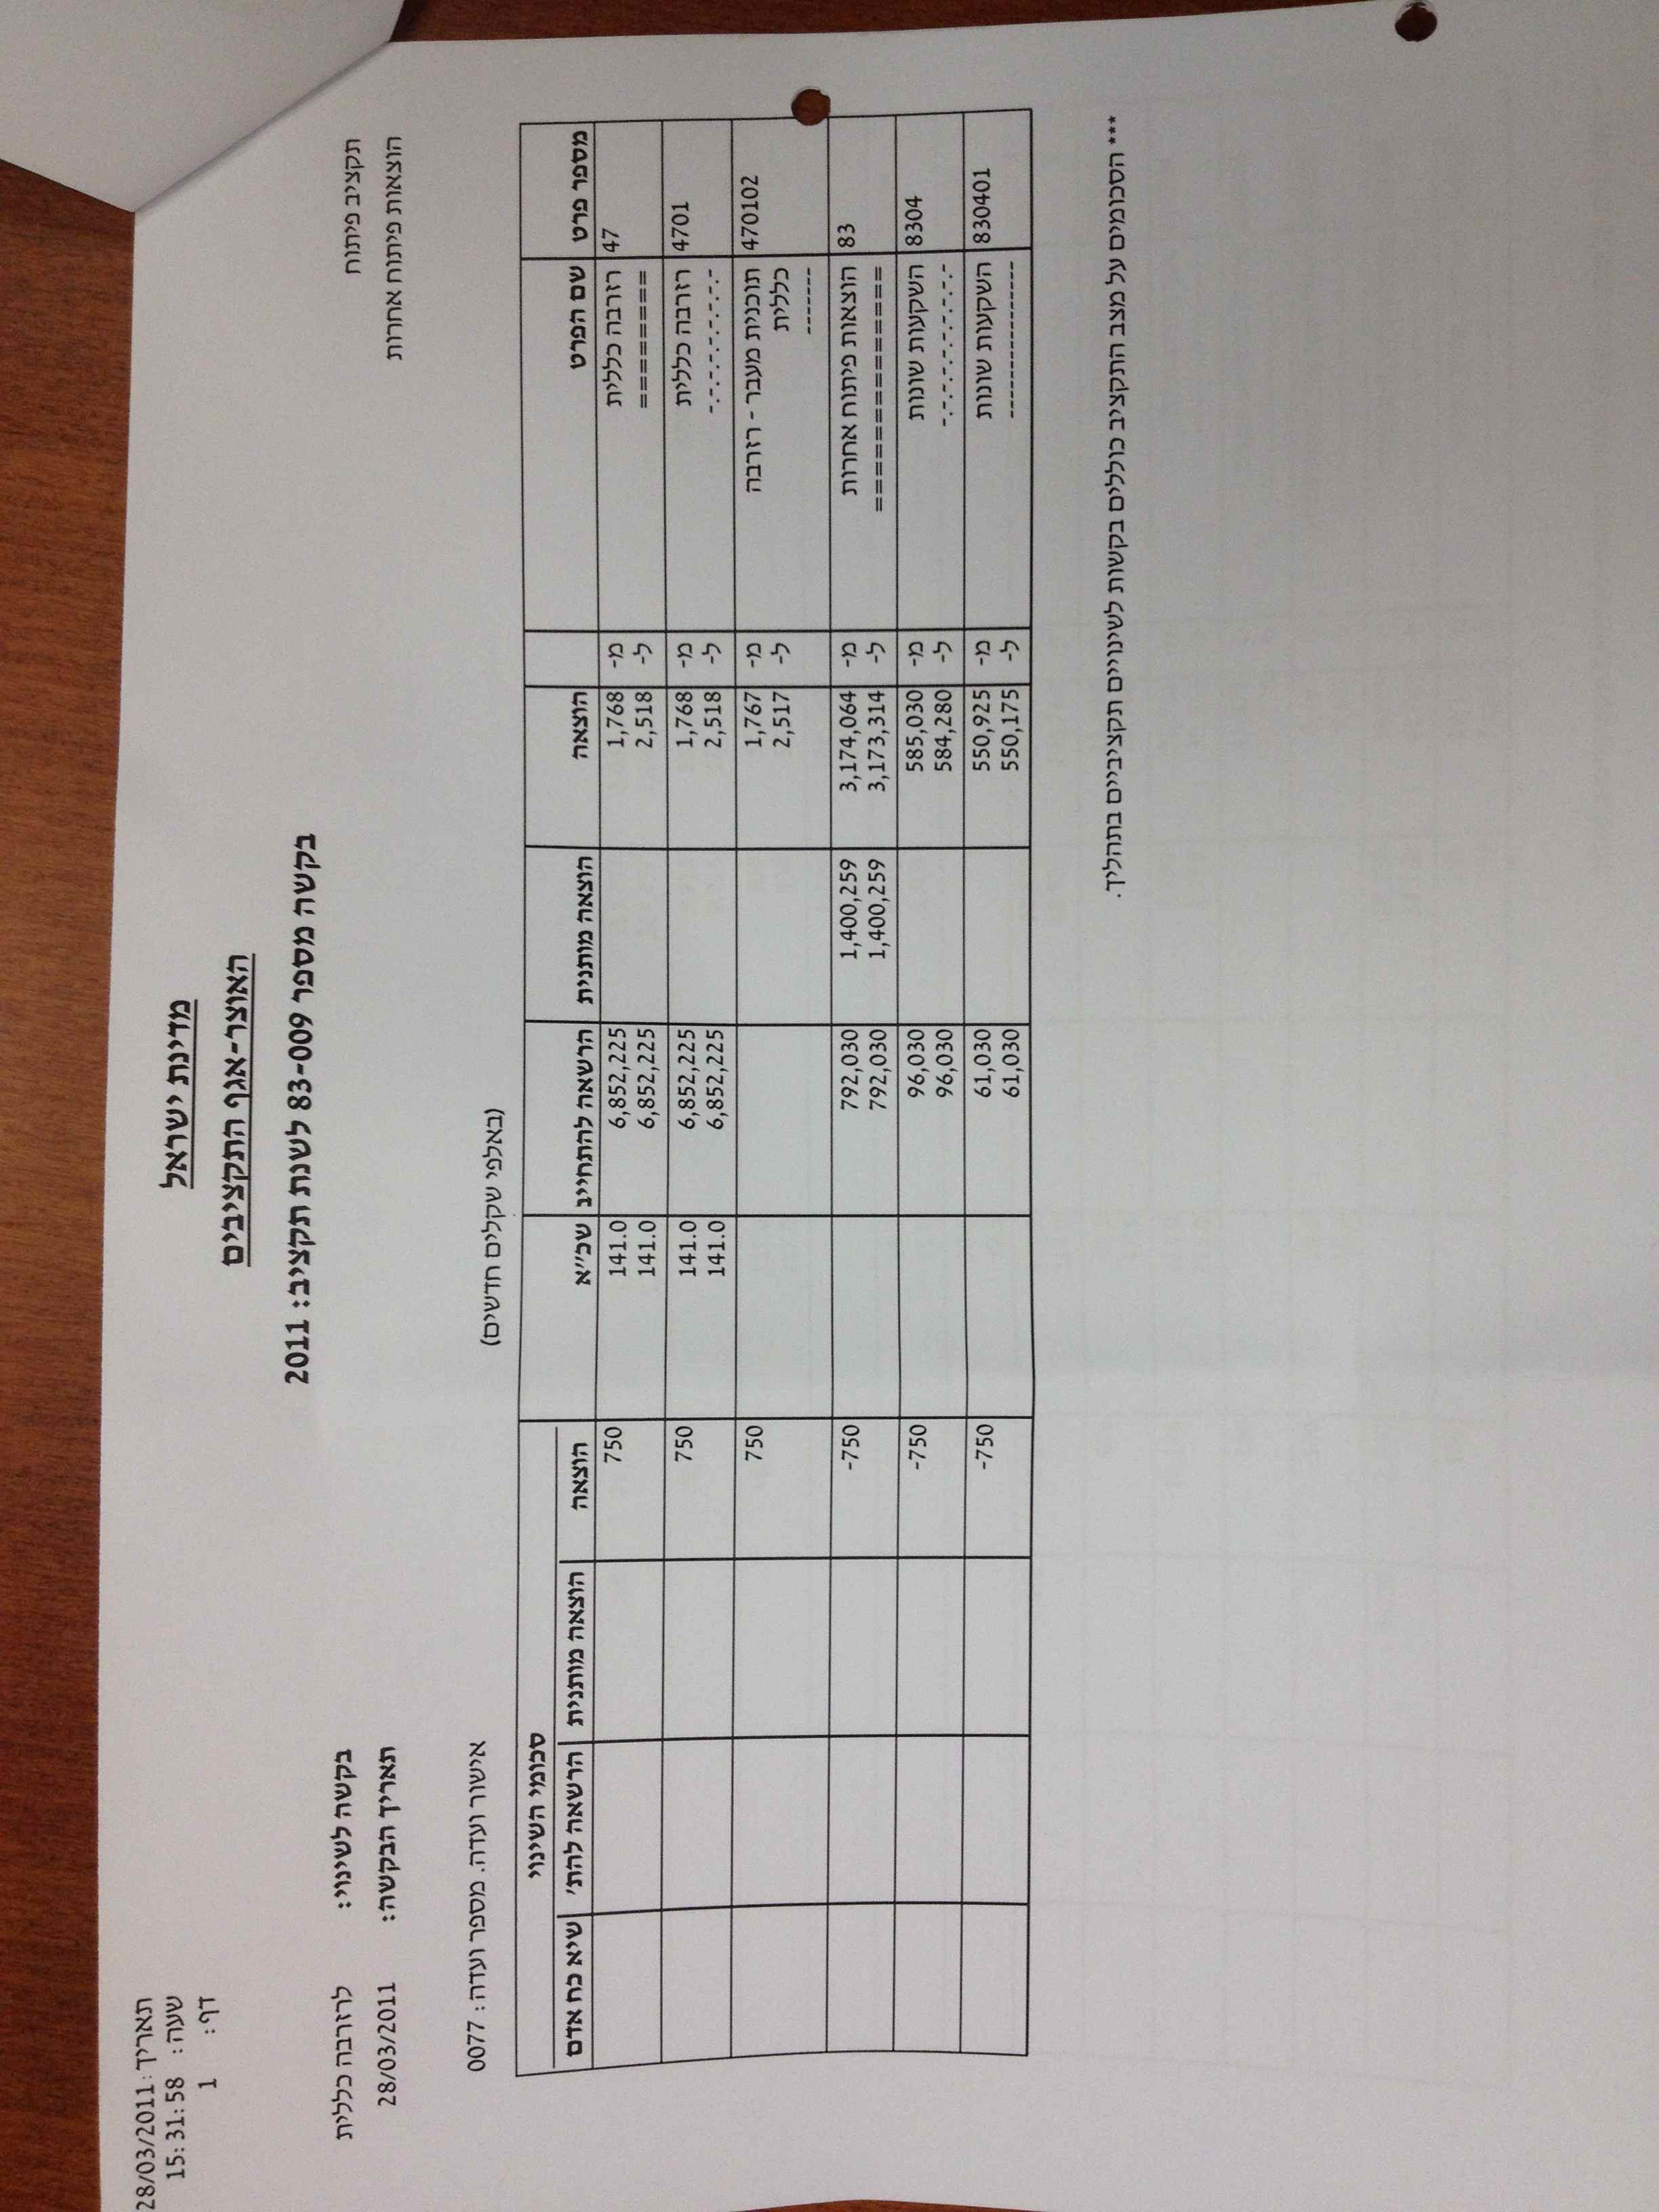 תאריך: 28/03/2011
שעה: 15:31:58
דף: 1
מדינת ישראל
האוצר-אגף התקציבים
בקשה מספר 83-009 לשנת תקציב: 2011
תקציב פיתוח בקשה לשינוי: לרזרבה כללית
הוצאות פיתוח אחרות תאריך הבקשה: 28/03/2011
(באלפי שקלים חדשים) אישור ועדה. מספר ועדה: 0077
סכומי השינוי
מספר פרט שם הפרט הוצאה הוצאה מותנית הרשאה להתחייב שכ"א הוצאה הוצאה מותנית הרשאה להת' שיא כח אדם
47 רזרבה כללית מ- 1,768 6,852,225 141.0 750
======== ל- 2,518 6,852,225 141.0
4701 רזרבה כללית מ- 1,768 6,852,225 141.0 750
-.-.-.-.-.-.-.- ל- 2,518 6,852,225 141.0
470102 תוכנית מעבר - רזרבה מ- 1,767 750
כללית ל- 2,517
-------
83 הוצאות פיתוח אחרות מ- 3,174,064 1,400,259 792,030 -750
============== ל- 3,173,314 1,400,259 792,030
8304 השקעות שונות מ- 585,030 96,030 -750
-.-.-.-.-.-.-.-.- ל- 584,280 96,030
830401 השקעות שונות מ- 550,925 61,030 -750
---------------- ל- 550,175 61,030
*** הסכומים על מצב התקציב כוללים בקשות לשינויים תקציביים בתהליך.